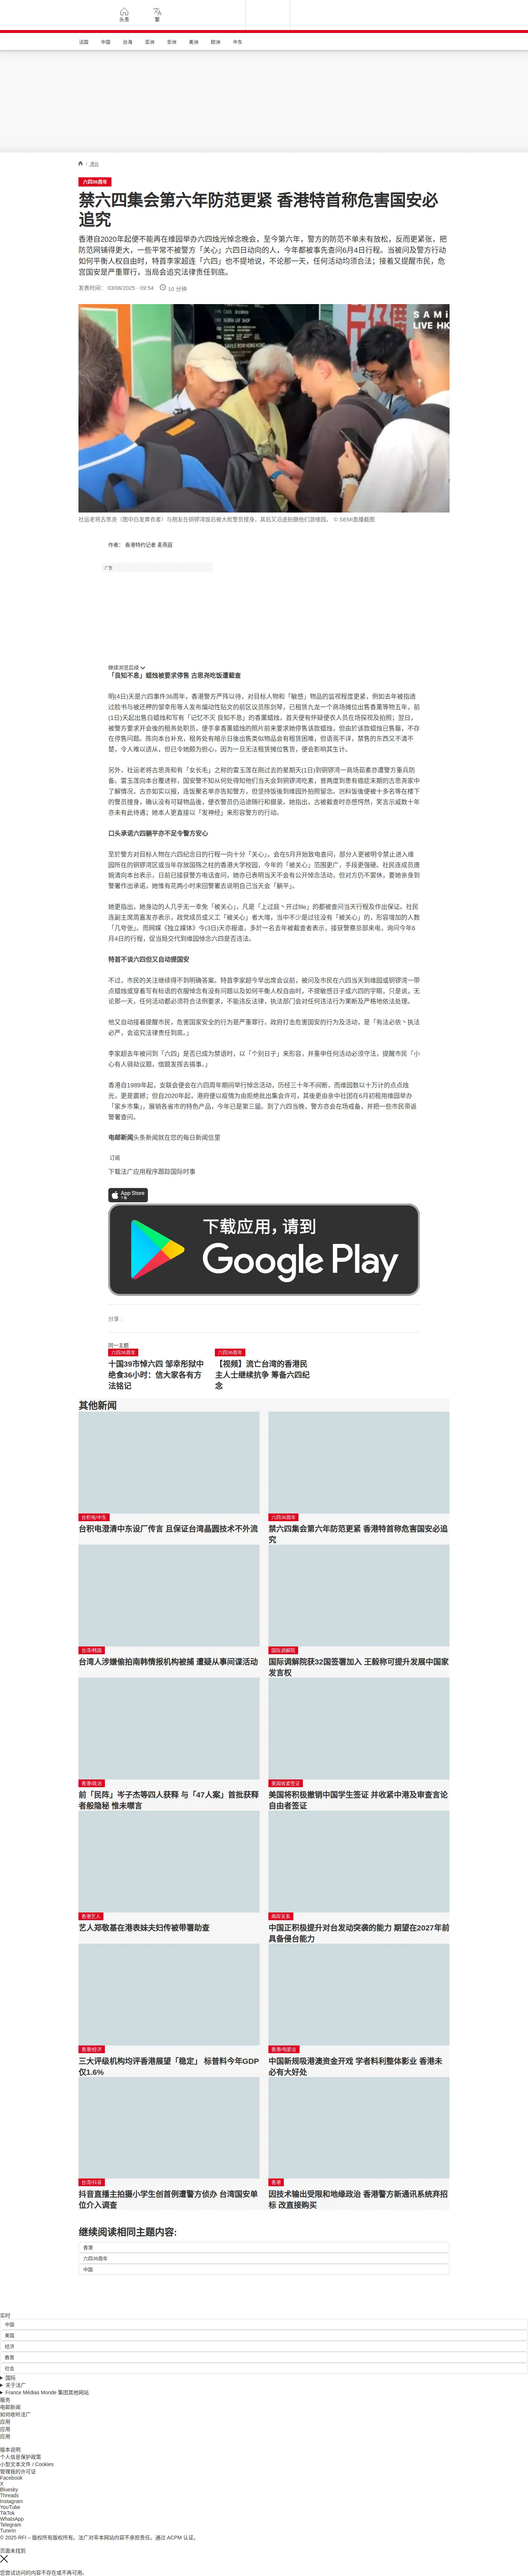 头条
繁
法国 中国 台海 亚洲 非洲 美洲 欧洲 中东
/ 港台
六四36周年
禁六四集会第六年防范更紧 香港特首称危害国安必
追究
香港自2020年起便不能再在维园举办六四烛光悼念晚会，至今第六年，警方的防范不单未有放松，反而更紧张，把
防范网铺得更大，一些平常不被警方「关心」六四日动向的人，今年都被事先查问6月4日行程。当被问及警方行动
如何平衡人权自由时，特首李家超连「六四」也不提地说，不论那一天，任何活动均须合法；接着又提醒市民，危
宫国安是严重罪行，当局会追究法律责任到底。
发表时间： 03/06/2025 - 09:54
10 分钟
SAMi
LIVE HK
社运老将古思尧（图中白发黄衣者）与朋友在铜锣湾饭后被大批警员搜身，其后又沿途拍摄他们游维园。 © SEMI直播截图
作者： 香港特约记者 麦燕庭
广告
继续浏览后续
「良知不息」蜡烛被要求停售 古思尧吃饭遭截查
明(4日)天是六四事件36周年，香港警方严阵以待，对目标人物和「敏感」物品的监视程度更紧，例如去年被指透
过脸书与被还押的邹幸彤等人发布煽动性贴文的前区议员陈剑琴，已租赁九龙一个商场摊位出售香薰等物五年，前
(1日)天起出售白蜡烛和写有「记忆不灭 良知不息」的香薰蜡烛，首天便有怀疑便衣人员在场探视及拍照；翌日，
被警方要求开会後的租务处职员，便手拿香薰蜡烛的照片前来要求她停售该款蜡烛，但由於该款蜡烛已售罄，不存
在停售问题。陈向本台补充，租务处有暗示日後出售类似物品会有租赁困难，但语焉不详，禁售的东西又不清不
楚，令人难以适从，但已令她颇为担心，因为一旦无法租赁摊位售货，便会影响其生计。
另外，社运老将古思尧和有「女长毛」之称的雷玉莲在刚过去的星期天(1日)到铜锣湾一商场茹素亦遭警方重兵防
备，雷玉莲向本台覆述称，国安警不知从何处得知他们当天会到铜锣湾吃素，曾两度到患有癌症末期的古思尧家中
了解情况，古亦如实以报，连饭聚名单亦告知警方，但坚持饭後到维园外拍照留念。岂料饭後便被十多名等在楼下
的警员搜身，确认没有可疑物品後，便衣警员仍沿途随行和摄录。她指出，古被截查时亦感愕然，笑言示威数十年
亦未有此待遇；她本人更直接以「发神经」来形容警方的行动。
口头承诺六四躺平亦不足令警方安心
至於警方对目标人物在六四纪念日的行程一向十分「关心」，会在5月开始致电查问，部分人更被明令禁止进入维
园所在的铜锣湾区或当年存放国殇之柱的香港大学校园，今年的「被关心」范围更广，手段更强硬。社民连成员唐
婉清向本台表示，日前已接获警方电话查问，她亦已表明当天不会有公开悼念活动，但对方仍不罢休，要她亲身到
警署作出承诺，她惟有花两小时来回警署去说明自己当天会「躺平」。
她更指出，她身边的人几乎无一幸免「被关心」，凡是「上过庭丶开过file」的都被查问当天行程及作出保证。社民
连副主席周嘉发亦表示，政党成员或义工「被关心」者大增，当中不少是过往没有「被关心」的，形容增加的人数
「几夸张」。而网媒《独立媒体》今(3日)天亦报道，多於一名去年被截查者表示，接获警察总部来电，询问今年6
月4日的行程，促当局交代到维园悼念六四是否违法。
特首不谈六四但又自动提国安
不过，市民的关注继续得不到明确答案。特首李家超今早出席会议前，被问及市民在六四当天到维园或铜锣湾一带
点蜡烛或穿着写有标语的衣服悼念有没有问题以及如何平衡人权自由时，不提敏感日子或六四的字眼，只是说，无
论那一天，任何活动都必须符合法例要求，不能违反法律，执法部门会对任何违法行为果断及严格地依法处理。
他又自动接着提醒市民，危害国家安全的行为是严重罪行，政府打击危害国安的行为及活动，是「有法必依丶执法
必严，会追究法律责任到底。」
李家超去年被问到「六四」是否已成为禁语时，以「个别日子」来形容，并重申任何活动必须守法，提醒市民「小
心有人骑劫议题，借题发挥去搞事。」
香港自1989年起，支联会便会在六四周年期间举行悼念活动，历经三十年不间断，而维园数以十万计的点点烛
光，更是震撼；但自2020年起，港府便以疫情为由拒绝批出集会许可，其後更由亲中社团在6月初租用维园举办
「家乡市集」，展销各省市的特色产品，今年已是第三届。到了六四当晚，警方亦会在场戒备，并把一些市民带返
警署查问。
电邮新闻头条新闻就在您的每日新闻信里
订阅
下载法广应用程序跟踪国际时事
App Store
下载应用，请到
Google Play
分享 :
同一主题
六四36周年
十国39市悼六四 邹幸彤狱中
绝食36小时：信大家各有方
法铭记
六四36周年
【视频】流亡台湾的香港民
主人士继续抗争 筹备六四纪
念
其他新闻
台积电/中东
台积电澄清中东设厂传言 且保证台湾晶圆技术不外流
六四36周年
禁六四集会第六年防范更紧 香港特首称危害国安必追
究
台湾/韩国
台湾人涉嫌偷拍南韩情报机构被捕 遭疑从事间谍活动
国际调解院
国际调解院获32国签署加入 王毅称可提升发展中国家
发言权
香港/政治
前「民阵」岑子杰等四人获释 与「47人案」首批获释
者般隐秘 惟未噤言
美国收紧签证
美国将积极撤销中国学生签证 并收紧中港及审查言论
自由者签证
香港艺人
艺人郑敬基在港表妹夫妇传被带署助查
两岸关系
中国正积极提升对台发动突袭的能力 期望在2027年前
具备侵台能力
香港/经济
三大评级机构均评香港展望「稳定」 标普料今年GDP
仅1.6%
香港/电影业
中国新规吸港澳资金开戏 学者料利整体影业 香港未
必有大好处
台湾/抖音
抖音直播主拍摄小学生创首例遭警方侦办 台湾国安单
位介入调查
香港
因技术输出受限和地缘政治 香港警方新通讯系统弃招
标 改直接购买
继续阅读相同主题内容:
香港
六四36周年
中国
实时
中国
美国
经济
教育
社会
国际
关于法广
France Médias Monde 集团其他网站
服务
电邮新闻
如何收听法广
应用
应用
应用
版本说明
个人信息保护政策
小型文本文件 / Cookies
管理我的许可证
Facebook
X
Bluesky
Threads
Instagram
YouTube
TikTok
WhatsApp
Telegram
TuneIn
© 2025 RFI – 版权所有版权所有。法广对非本网站内容不承担责任。通过 ACPM 认证。
页面未找到
您尝试访问的内容不存在或不再可用。